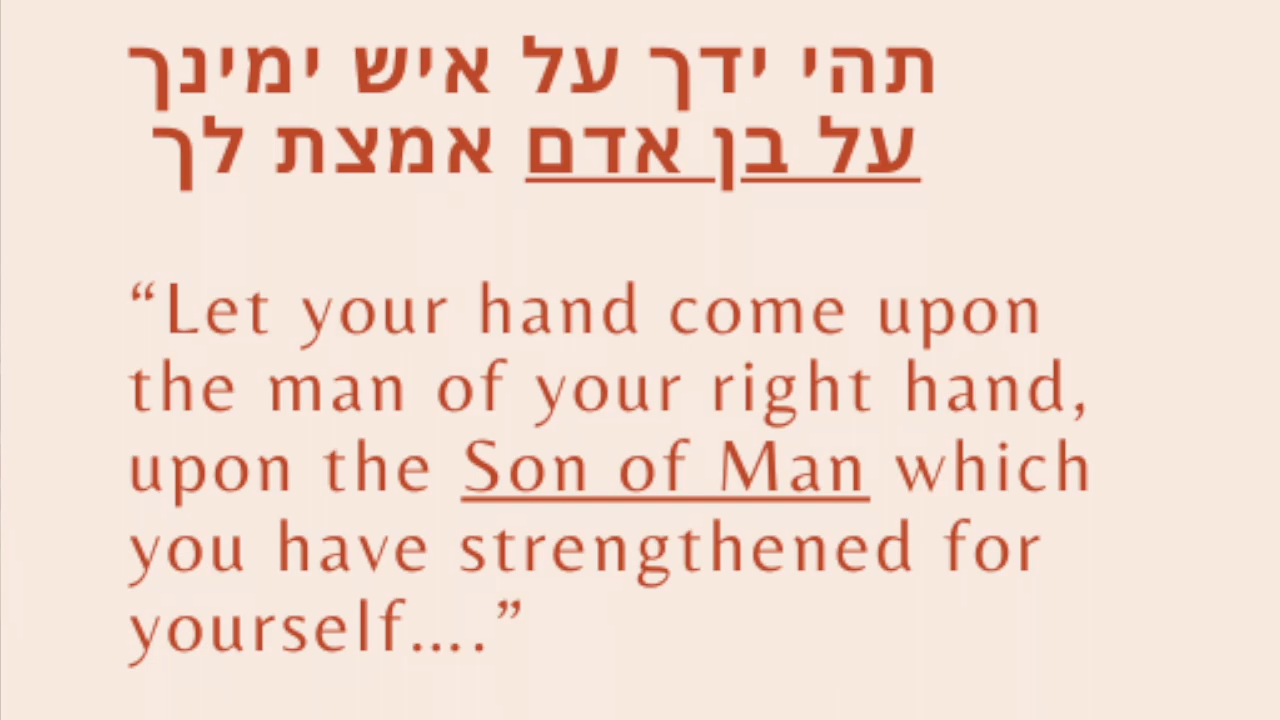 תהי ידך על איש ימינך
על בן אדם אמצת לך
“Let your hand come upon
the man of your right hand,
upon the Son of Man which
you have strengthened for
yourself....”